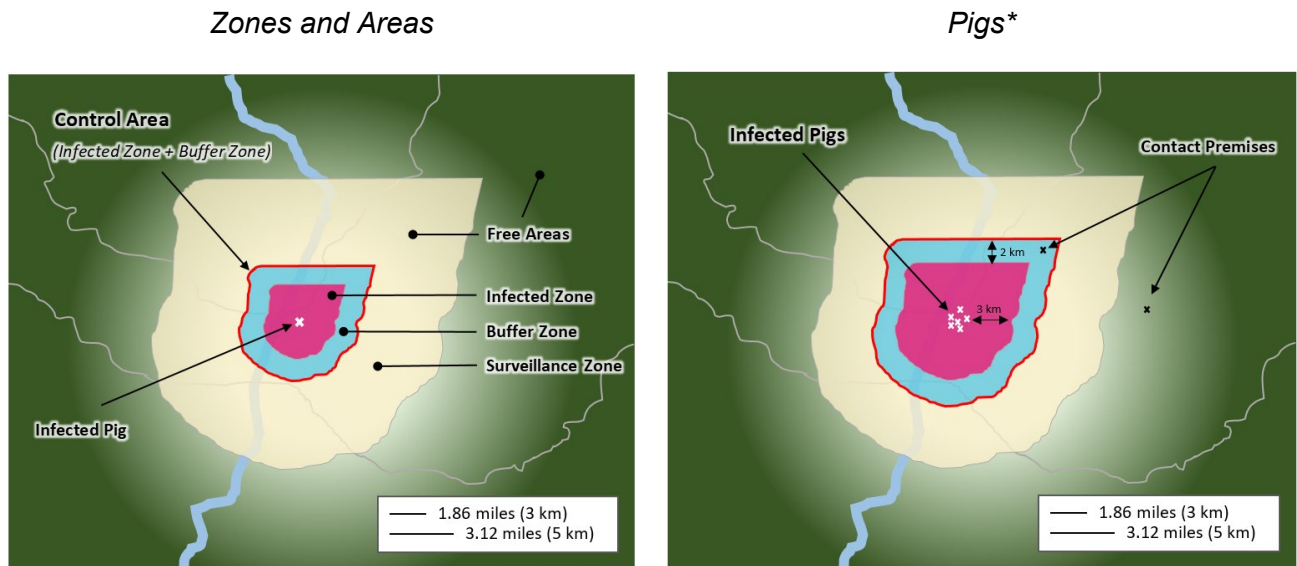 Zones and Areas
Control Area
(Infected Zone + Buffer Zone)
Free Areas
Infected Zone
Buffer Zone
Surveillance Zone
Infected Pig
1.86 miles (3 km)
3.12 miles (5 km)
Pigs*
Infected Pigs
Contact Premises
2 km
3 km
1.86 miles (3 km)
3.12 miles (5 km)